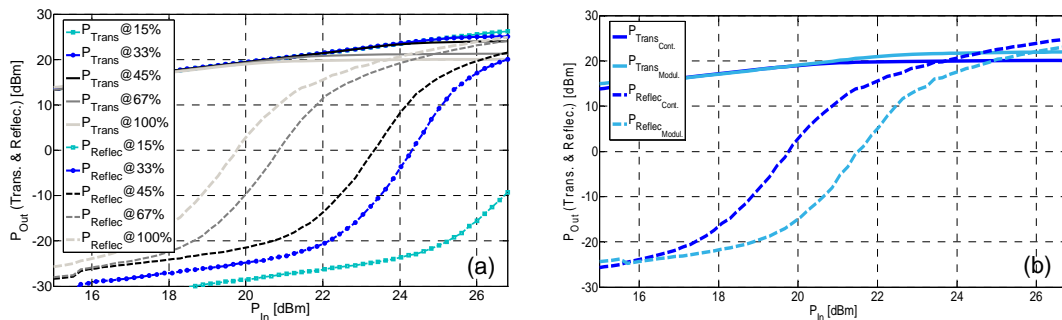 P_Out (Trans. & Reflec.) [dBm]
30
20
10
0
-10
-20
-30
P_Trans @15%
P_Trans @33%
P_Trans @45%
P_Trans @67%
P_Trans @100%
P_Reflec @15%
P_Reflec @33%
P_Reflec @45%
P_Reflec @67%
P_Reflec @100%
(a)
16 18 20 22 24 26
P_In [dBm]
P_Out (Trans. & Reflec.) [dBm]
30
20
10
0
-10
-20
-30
P_Trans_Cont.
P_Trans_Modul.
P_Reflec_Cont.
P_Reflec_Modul.
(b)
16 18 20 22 24 26
P_In [dBm]